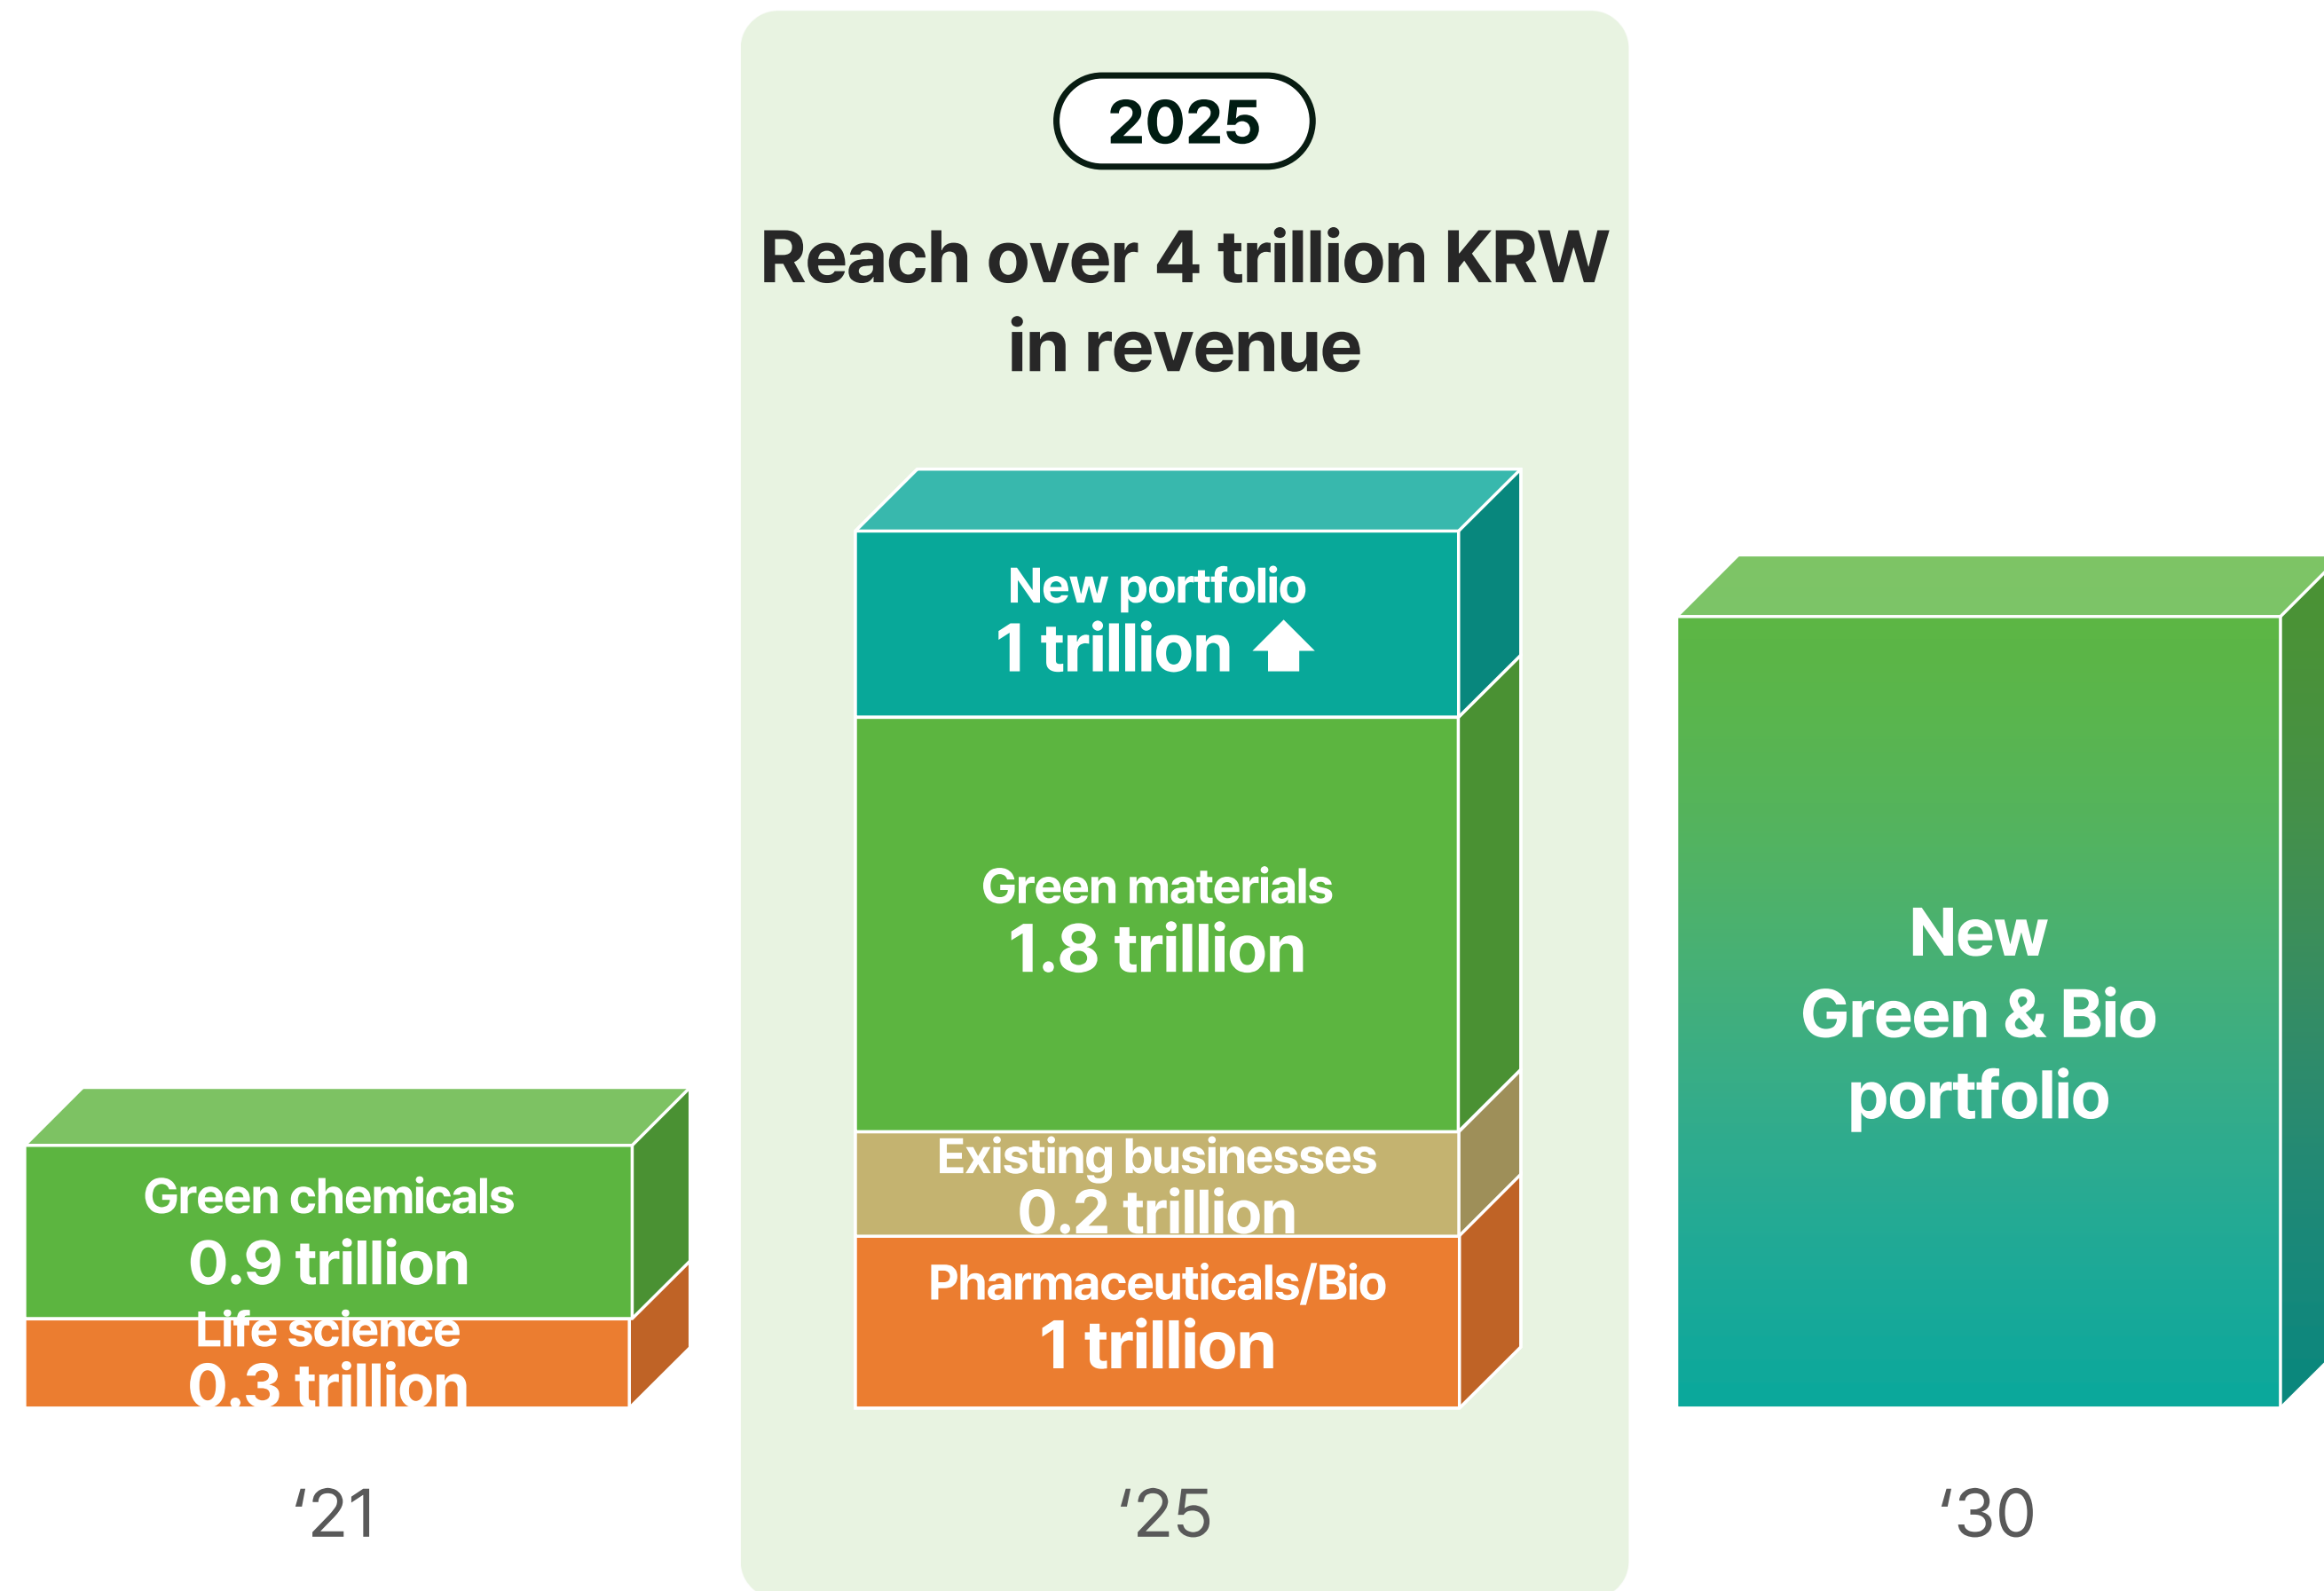 2025
Reach over 4 trillion KRW
in revenue
New portfolio
1 trillion
Green materials
1.8 trillion
Existing businesses
0.2 trillion
Pharmaceuticals/Bio
1 trillion
Green chemicals
0.9 trillion
Life science
0.3 trillion
New
Green & Bio
portfolio
‘21
‘25
‘30